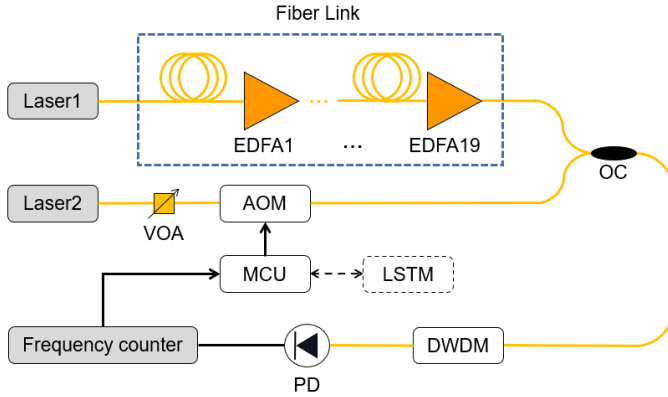 Fiber Link
Laser1
EDFA1
...
EDFA19
...
OC
Laser2
VOA
AOM
MCU
LSTM
Frequency counter
PD
DWDM